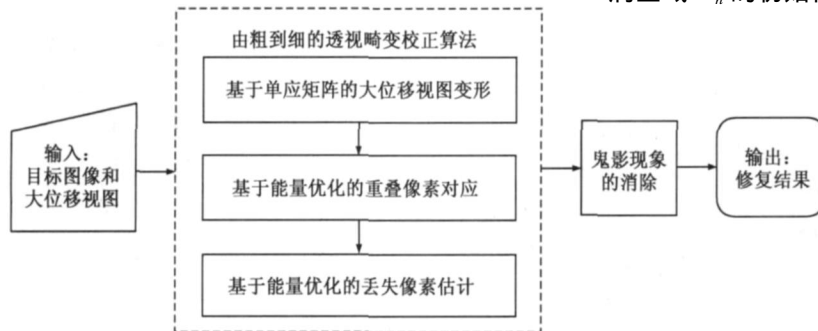 由粗到细的透视畸变校正算法
基于单应矩阵的大位移视图变形
输入:
目标图像和
大位移视图
基于能量优化的重叠像素对应
基于能量优化的丢失像素估计
鬼影现象
的消除
输出:
修复结果